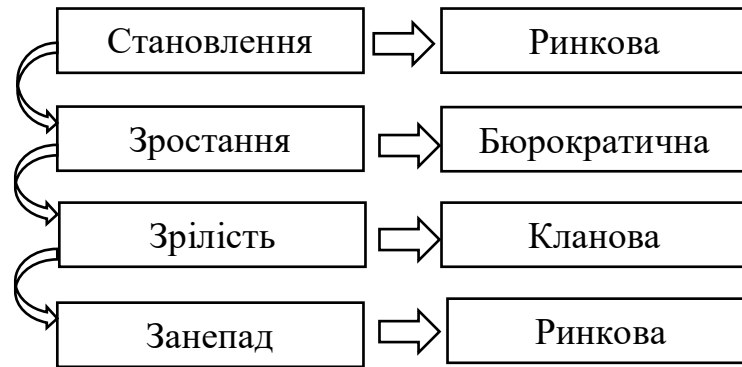 Становлення
Ринкова
Зростання
Бюрократична
Зрілість
Кланова
Занепад
Ринкова